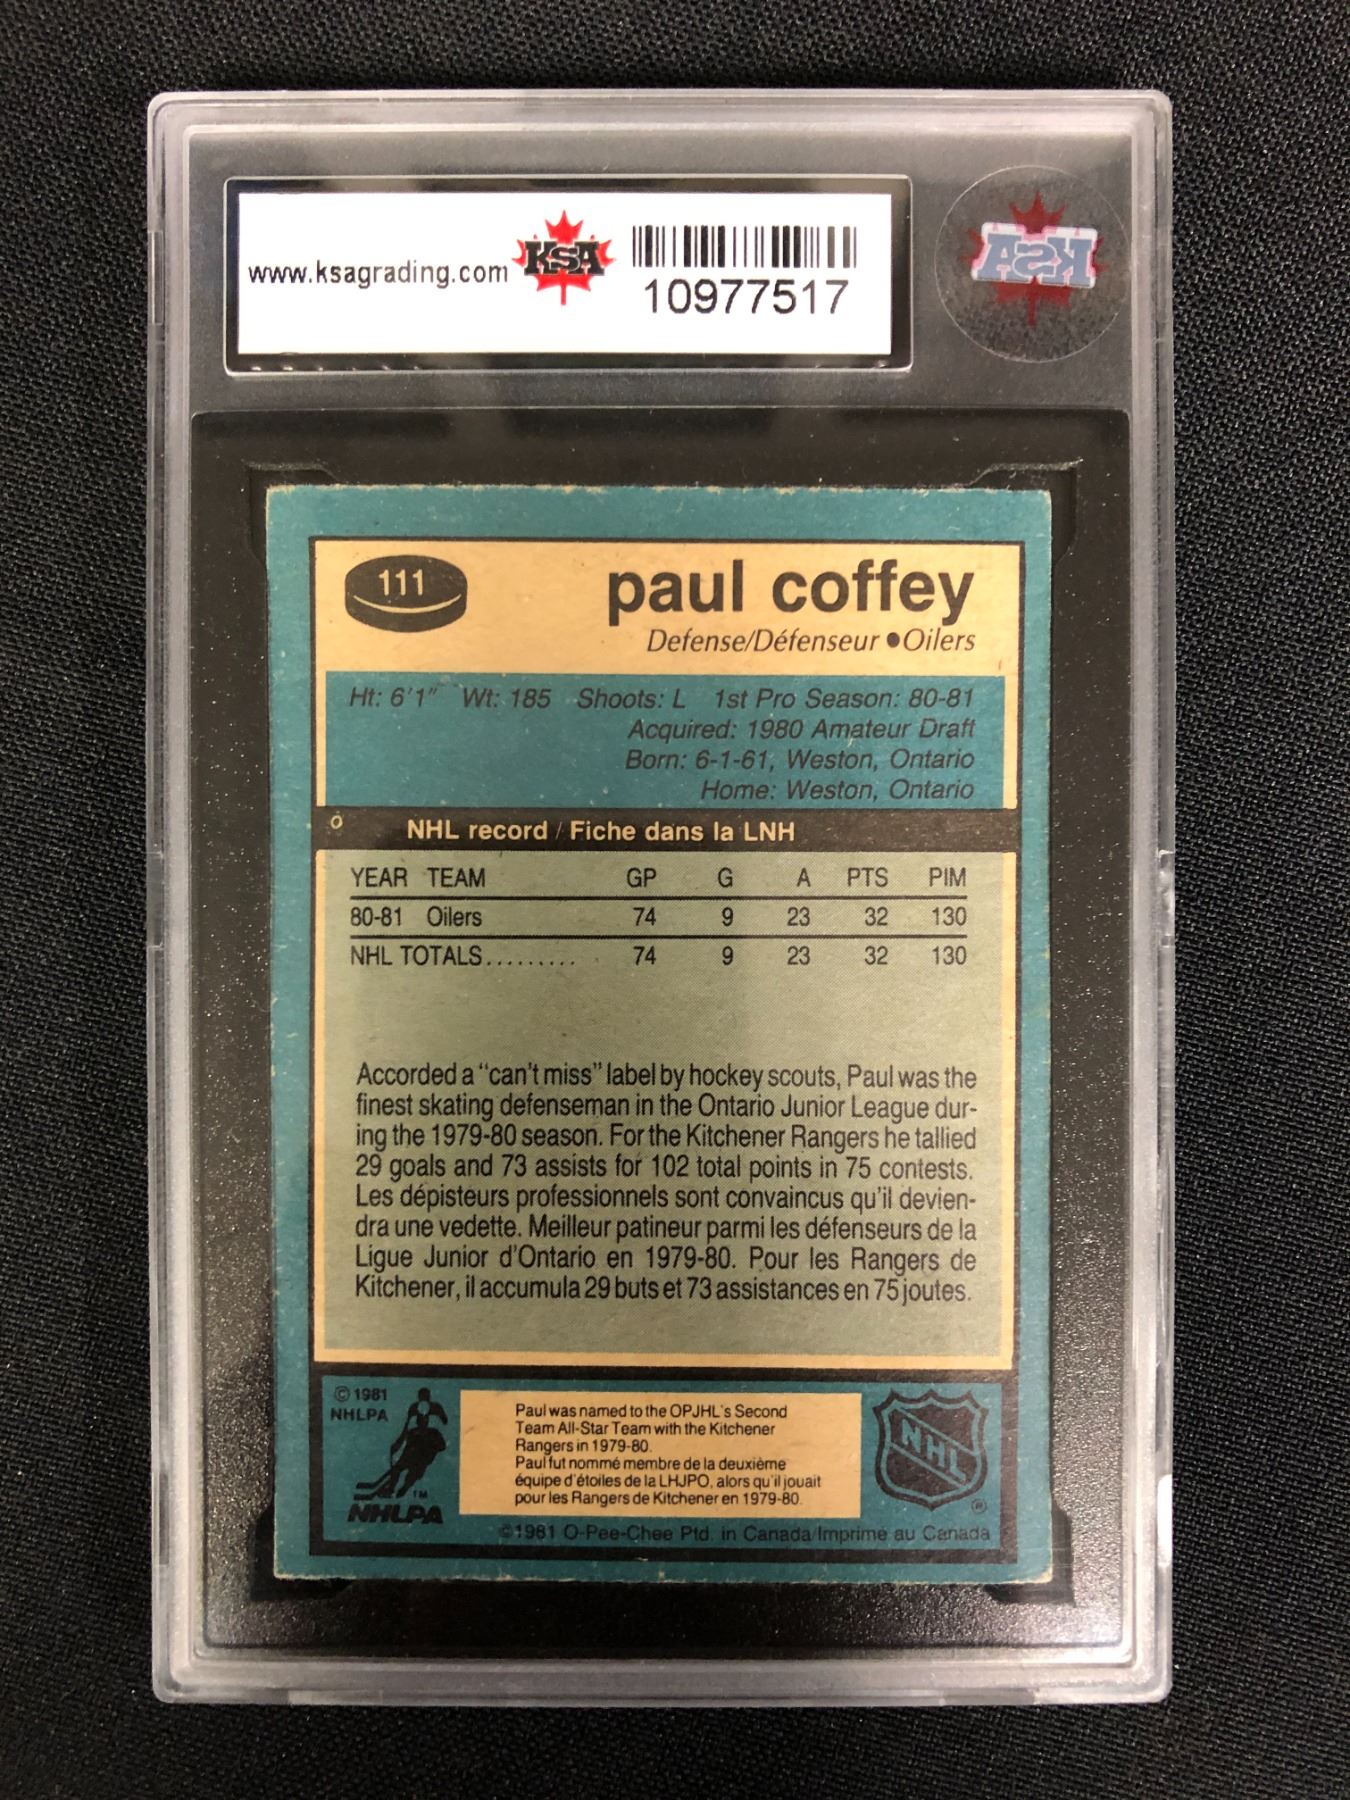 www.ksagrading.com KSA
10977517
KSA
111 paul coffey
Defense/Défenseur ●Oilers
Ht: 6'1" Wt: 185 Shoots: L 1st Pro Season: 80-81
Acquired: 1980 Amateur Draft
Born: 6-1-61, Weston, Ontario
Home: Weston, Ontario
NHL record / Fiche dans la LNH
YEAR TEAM GP G A PTS PIM
80-81 Oilers 74 9 23 32 130
NHL TOTALS......... 74 9 23 32 130
Accorded a "can't miss" label by hockey scouts, Paul was the
finest skating defenseman in the Ontario Junior League dur-
ing the 1979-80 season. For the Kitchener Rangers he tallied
29 goals and 73 assists for 102 total points in 75 contests.
Les dépisteurs professionnels sont convaincus qu'il devien-
dra une vedette. Meilleur patineur parmi les défenseurs de la
Ligue Junior d'Ontario en 1979-80. Pour les Rangers de
Kitchener, il accumula 29 buts et 73 assistances en 75 joutes.
© 1981
NHLPA
TM
NHLPA
Paul was named to the OPJHL's Second
Team All-Star Team with the Kitchener
Rangers in 1979-80.
Paul fut nommé membre de la deuxième
équipe d'étoiles de la LHJPO, alors qu'il jouait
pour les Rangers de Kitchener en 1979-80.
NHL
®
©1981 O-Pee-Chee Ptd. in Canada/Imprimé au Canada